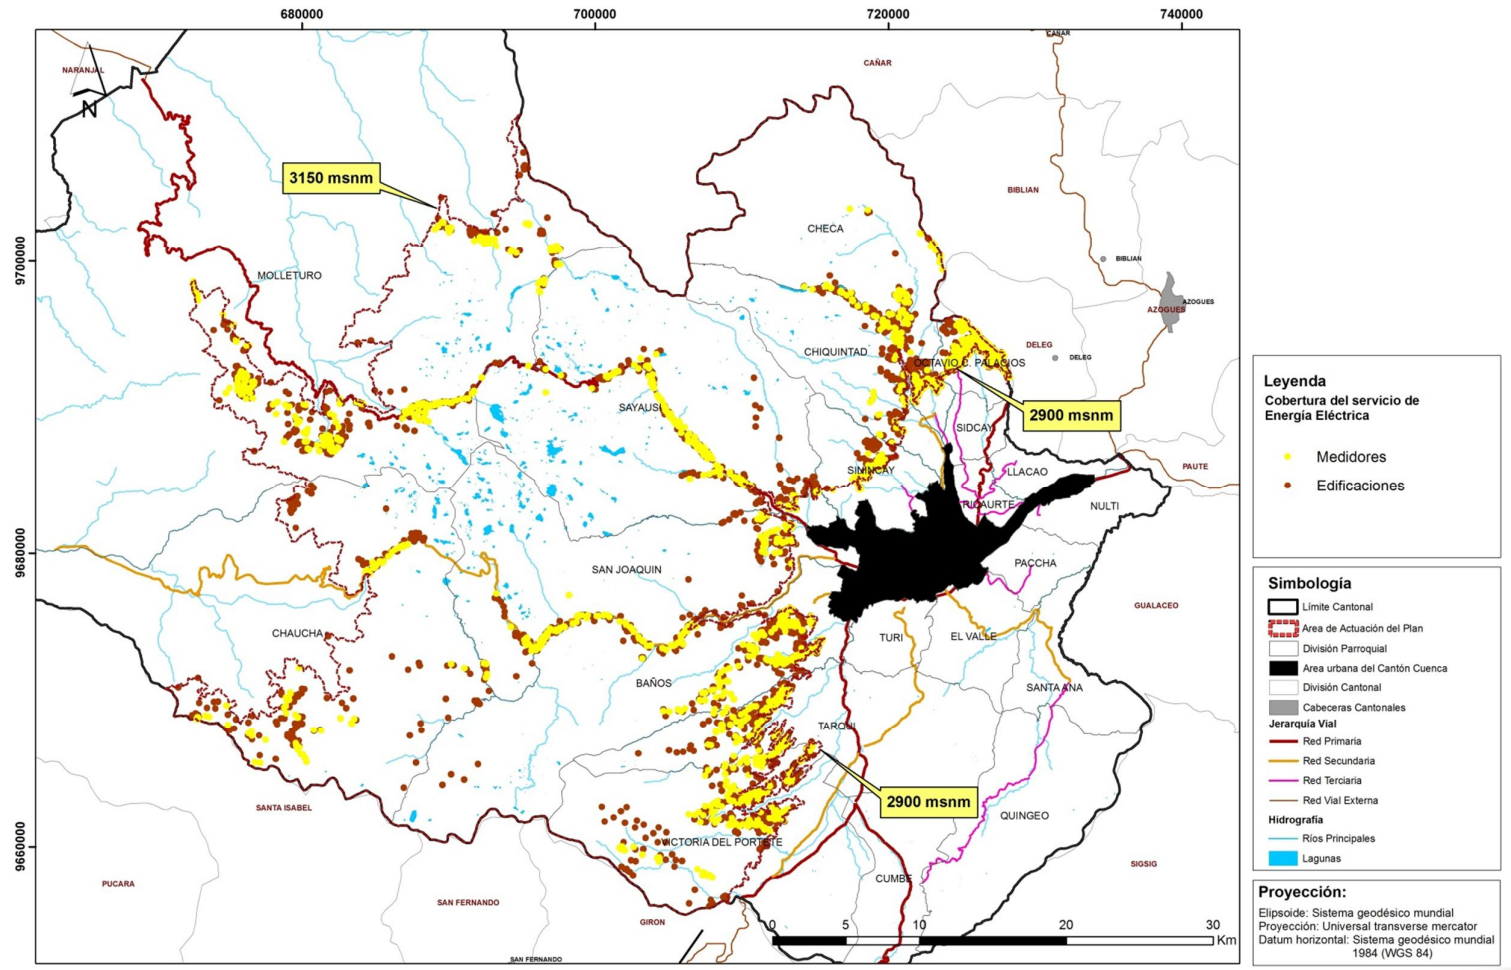 680000
700000
720000
740000
CAÑAR
NARANJAL
CAÑAR
N
3150 msnm
BIBLIAN
CHECA
9700000
BIBLIAN
MOLLETURO
AZOGUES
AZOGUES
DELEG
CHIQUINTAD
DELEG
OCTAVIO C. PALACIOS
SAYAUSI
2900 msnm
SIDCAY
SININCAY
LLACAO
PAUTE
RICAURTE
NULTI
9680000
SAN JOAQUIN
PACCHA
GUALACEO
CHAUCHA
TURI
EL VALLE
BAÑOS
SANTA ANA
TARQUI
2900 msnm
SANTA ISABEL
QUINGEO
9660000
VICTORIA DEL PORTETE
SIGSIG
PUCARA
CUMBE
SAN FERNANDO
GIRON
0 5 10 20 30
Km
SAN FERNANDO
Leyenda
Cobertura del servicio de
Energía Eléctrica
Medidores
Edificaciones
Simbología
Límite Cantonal
Area de Actuación del Plan
División Parroquial
Area urbana del Cantón Cuenca
División Cantonal
Cabeceras Cantonales
Jerarquía Vial
Red Primaria
Red Secundaria
Red Terciaria
Red Vial Externa
Hidrografía
Ríos Principales
Lagunas
Proyección:
Elipsoide: Sistema geodésico mundial
Proyección: Universal transverse mercator
Datum horizontal: Sistema geodésico mundial
1984 (WGS 84)